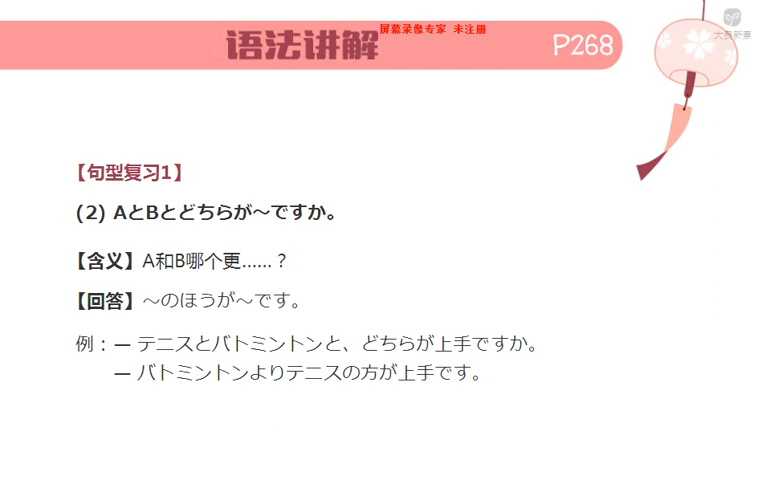 语法讲解
屏幕录像专家 未注册
P268
大良新寨
【句型复习1】
(2) AとBとどちらが～ですか。
【含义】A和B哪个更……？
【回答】～のほうが～です。
例：— テニスとバトミントンと、どちらが上手ですか。
— バトミントンよりテニスの方が上手です。